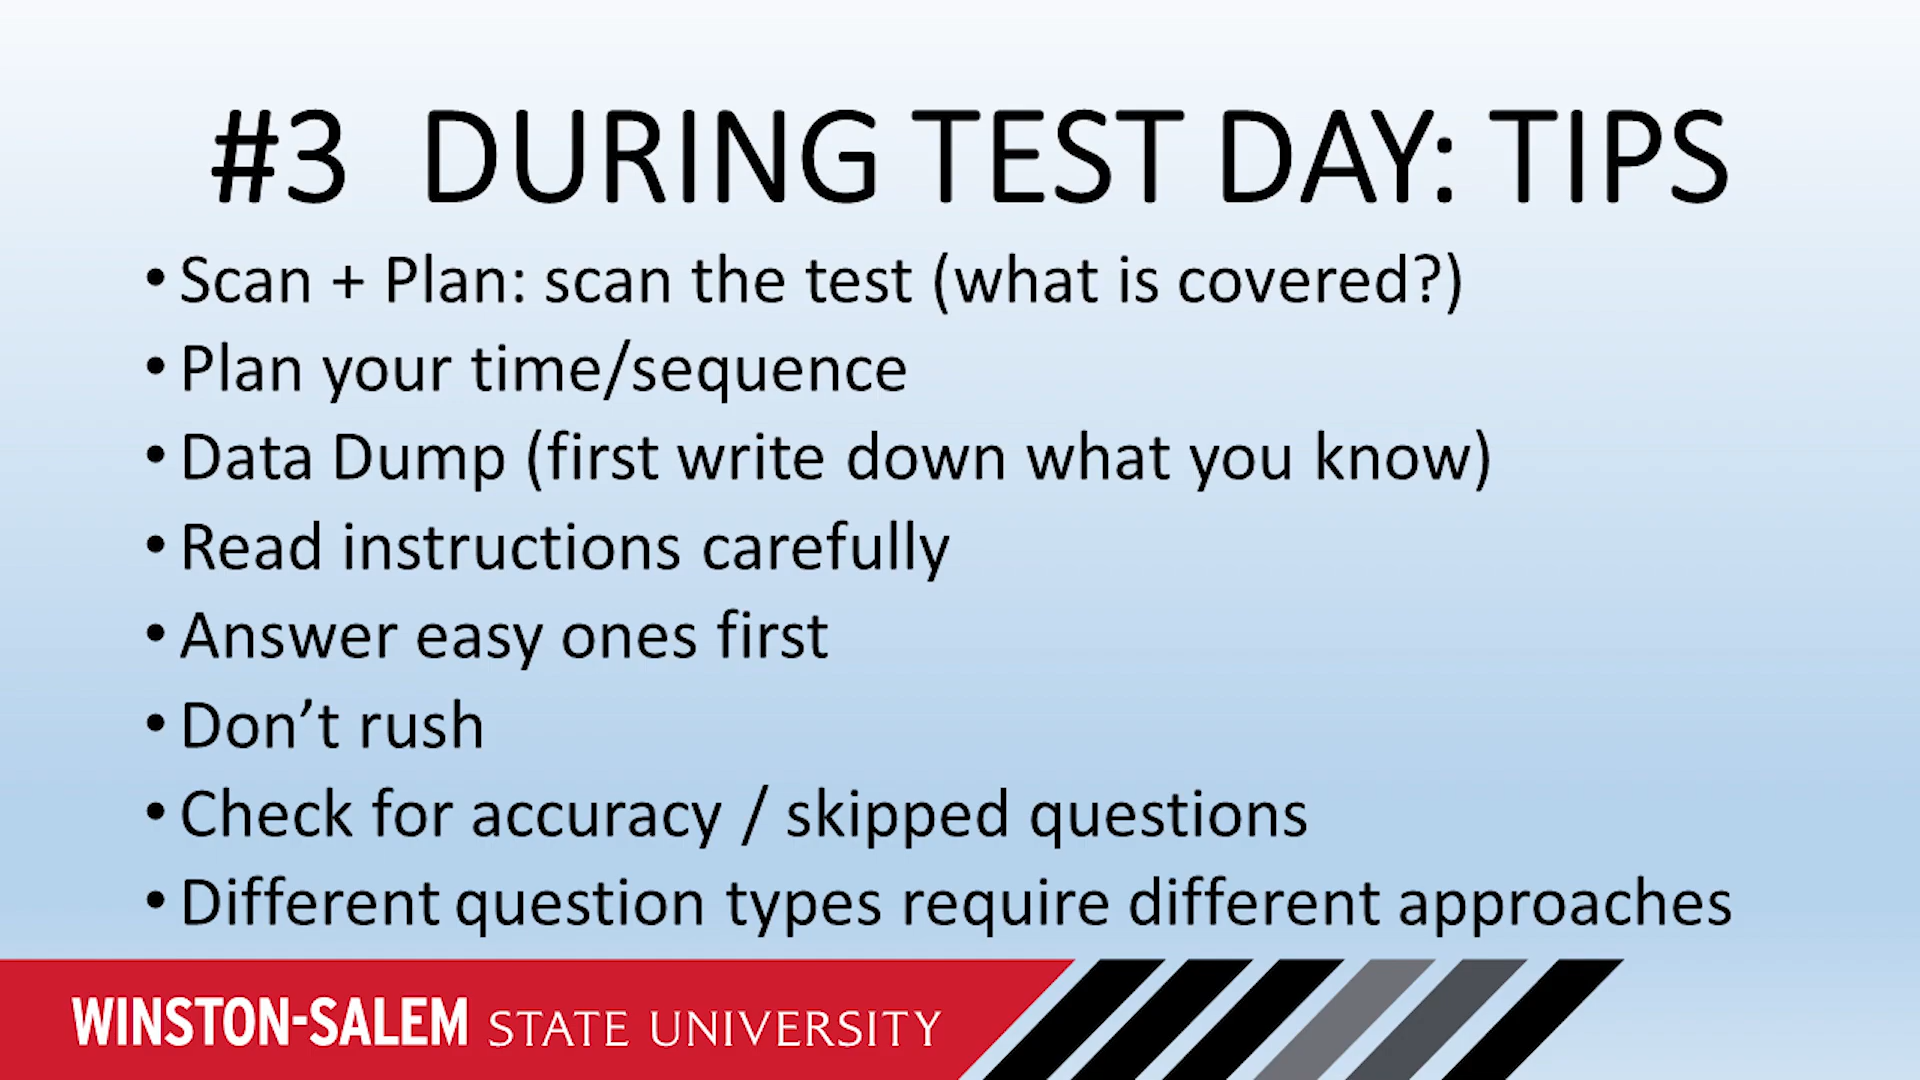 #3 DURING TEST DAY: TIPS
• Scan + Plan: scan the test (what is covered?)
• Plan your time/sequence
• Data Dump (first write down what you know)
• Read instructions carefully
• Answer easy ones first
• Don’t rush
• Check for accuracy / skipped questions
• Different question types require different approaches
WINSTON-SALEM STATE UNIVERSITY